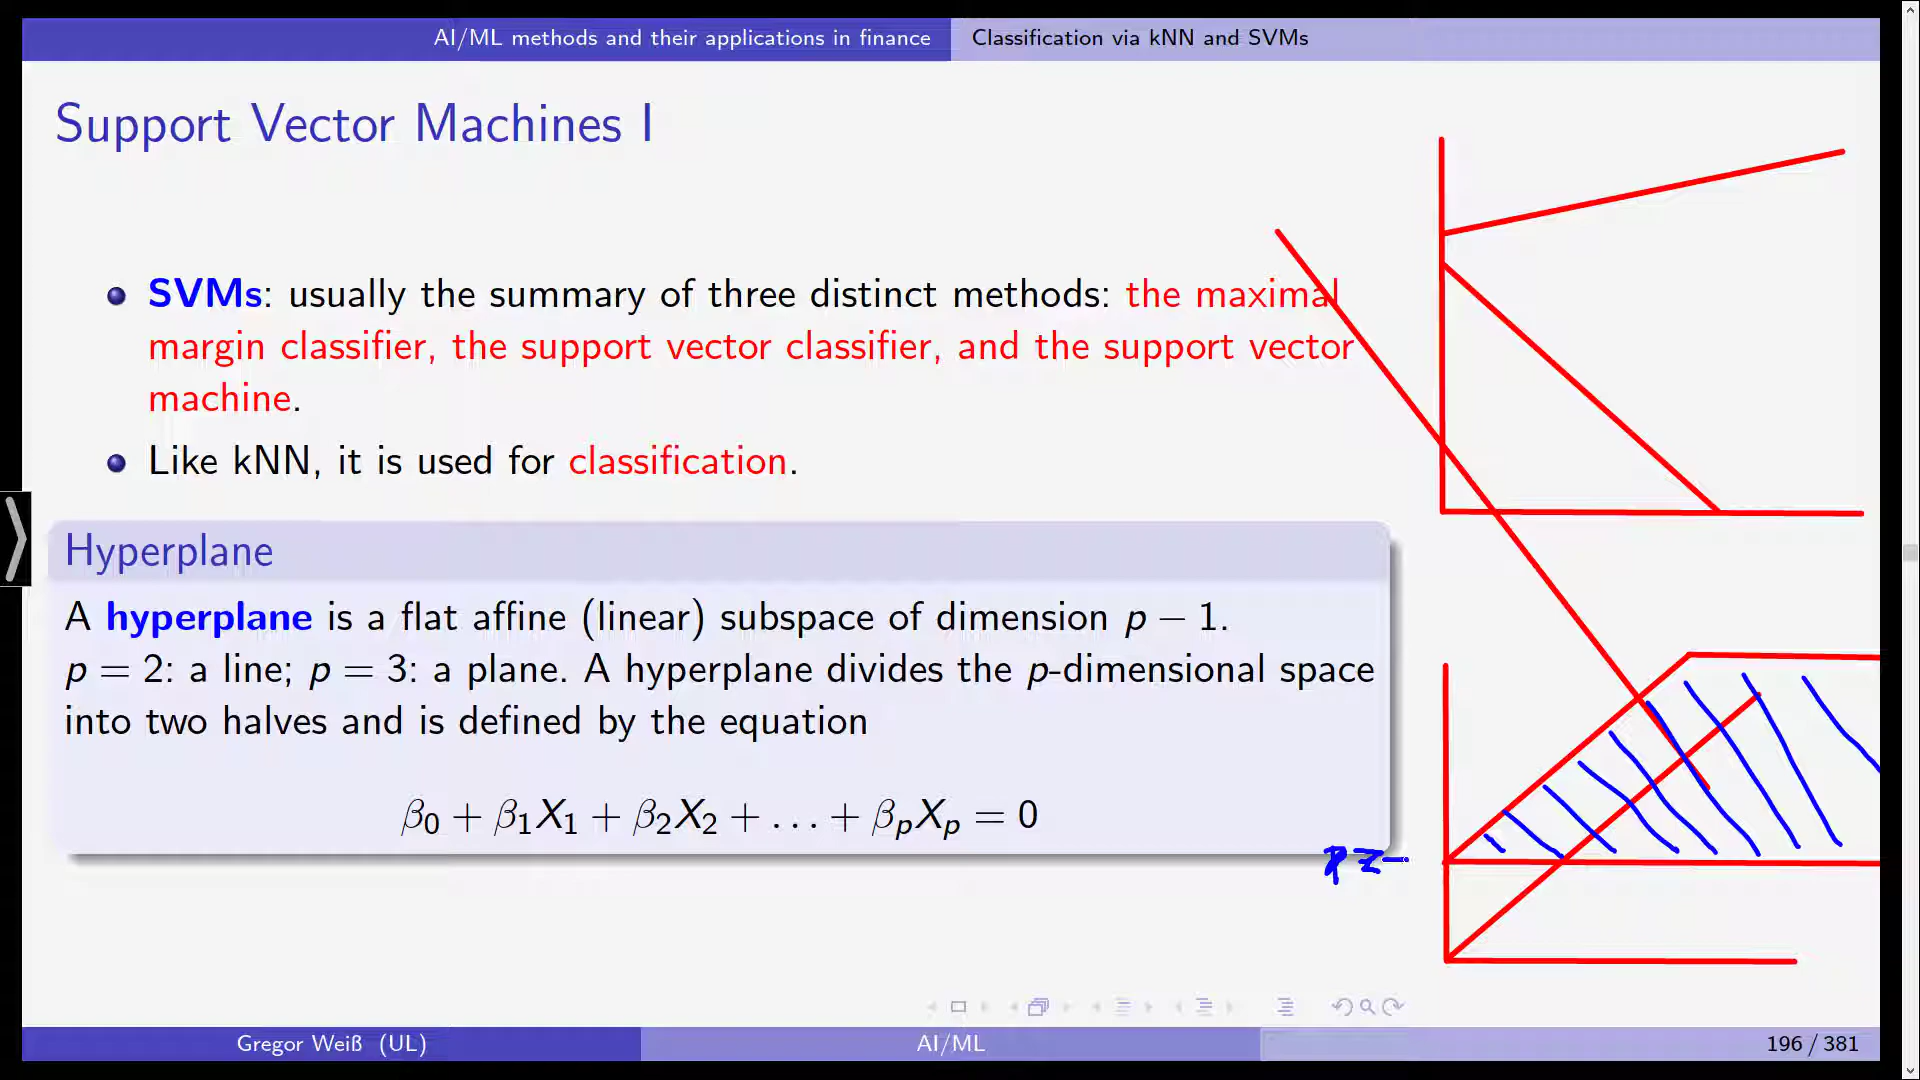 AI/ML methods and their applications in finance
Classification via kNN and SVMs
Support Vector Machines I
SVMs: usually the summary of three distinct methods: the maximal
margin classifier, the support vector classifier, and the support vector
machine.
Like kNN, it is used for classification.
Hyperplane
A hyperplane is a flat affine (linear) subspace of dimension p − 1.
p = 2: a line; p = 3: a plane. A hyperplane divides the p-dimensional space
into two halves and is defined by the equation
β₀ + β₁X₁ + β₂X₂ + … + βₚXₚ = 0
Gregor Weiß (UL)
AI/ML
196 / 381